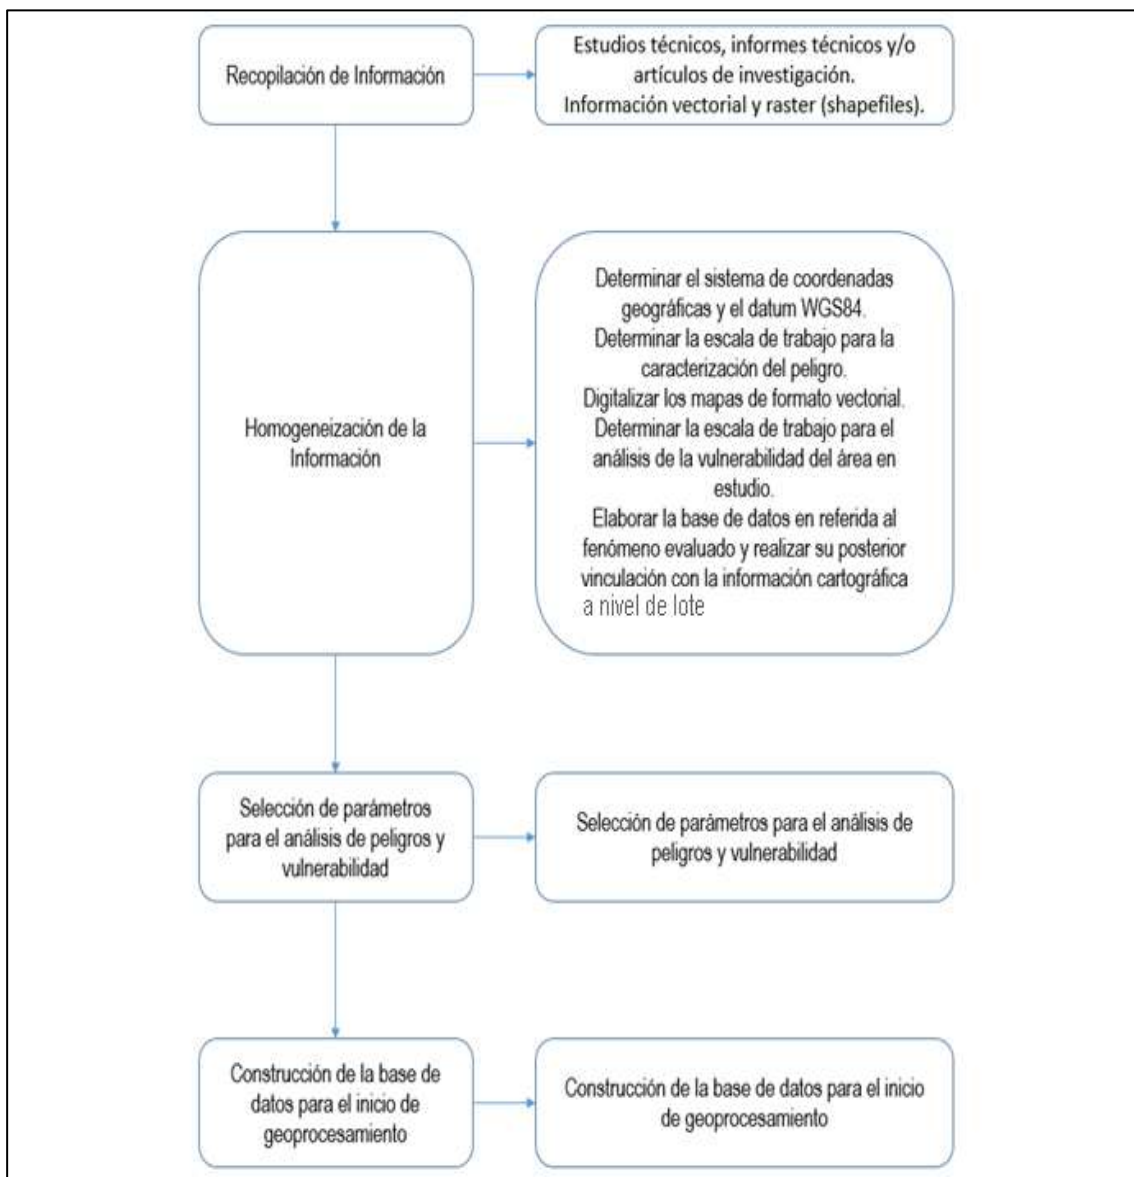 Recopilación de Información
Estudios técnicos, informes técnicos y/o
artículos de investigación.
Información vectorial y raster (shapefiles).
Homogeneización de la
Información
Determinar el sistema de coordenadas
geográficas y el datum WGS84.
Determinar la escala de trabajo para la
caracterización del peligro.
Digitalizar los mapas de formato vectorial.
Determinar la escala de trabajo para el
análisis de la vulnerabilidad del área en
estudio.
Elaborar la base de datos en referida al
fenómeno evaluado y realizar su posterior
vinculación con la información cartográfica
a nivel de lote
Selección de parámetros
para el análisis de peligros y
vulnerabilidad
Selección de parámetros para el análisis de
peligros y vulnerabilidad
Construcción de la base de
datos para el inicio de
geoprocesamiento
Construcción de la base de datos para el inicio
de geoprocesamiento